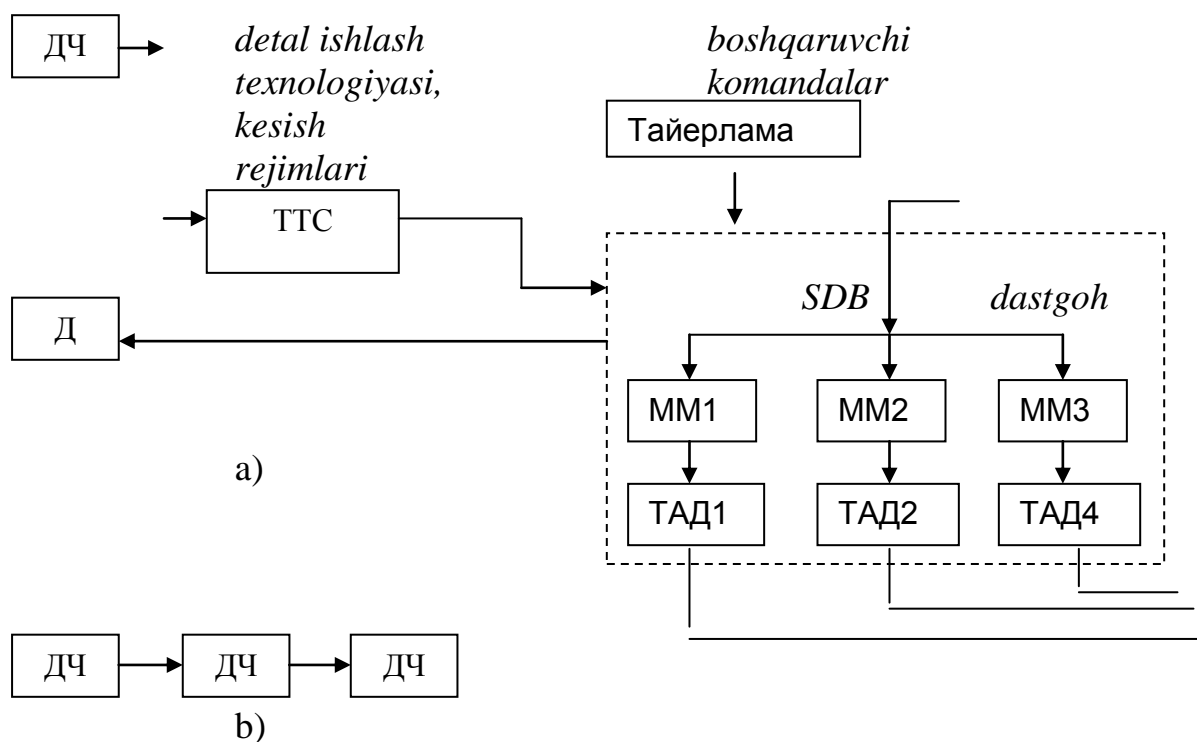 ДЧ
detal ishlash
texnologiyasi,
kesish
rejimlari
boshqaruvchi
komandalar
Тайерлама
ТТС
SDB
dastgoh
Д
ММ1
ММ2
ММ3
a)
ТАД1
ТАД2
ТАД4
ДЧ
ДЧ
ДЧ
b)